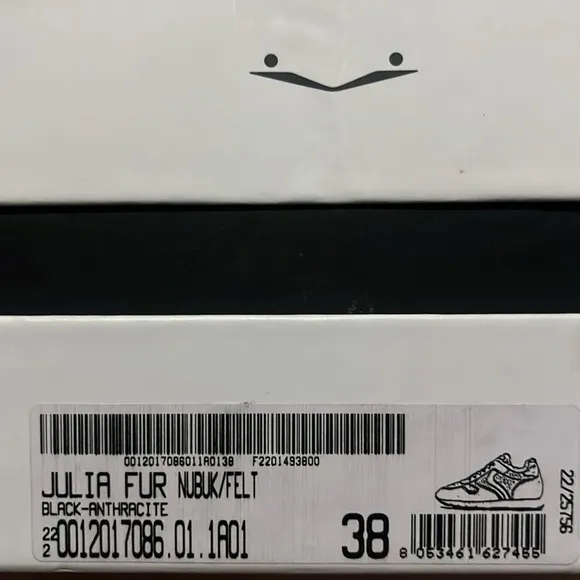 0012017086011A0138 F2201493800
JULIA FUR NUBUK/FELT
BLACK-ANTHRACITE
22
2 0012017086.01.1A01
38
8 053461 627455
22/25756